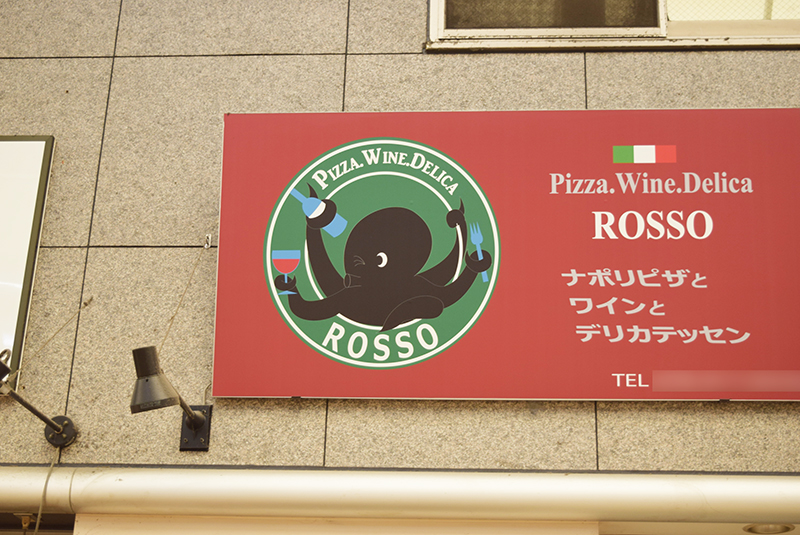 PIZZA.WINE.DELICA
ROSSO
Pizza.Wine.Delica
ROSSO
ナポリピザと
ワインと
デリカテッセン
TEL